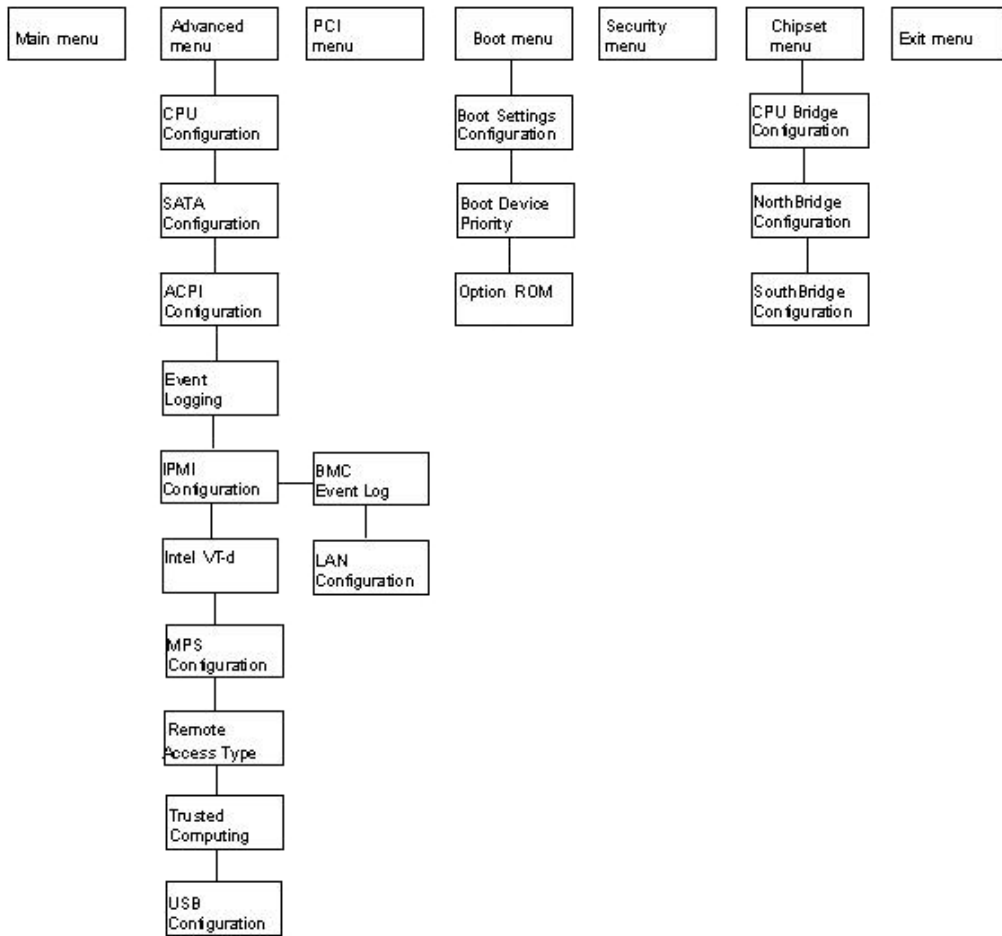 Main menu
Advanced
menu
PCI
menu
Boot menu
Security
menu
Chipset
menu
Exit menu
CPU
Configuration
Boot Settings
Configuration
CPU Bridge
Configuration
SATA
Configuration
Boot Device
Priority
NorthBridge
Configuration
ACPI
Configuration
Option ROM
SouthBridge
Configuration
Event
Logging
IPMI
Configuration
BMC
Event Log
Intel VT-d
LAN
Configuration
MPS
Configuration
Remote
Access Type
Trusted
Computing
USB
Configuration